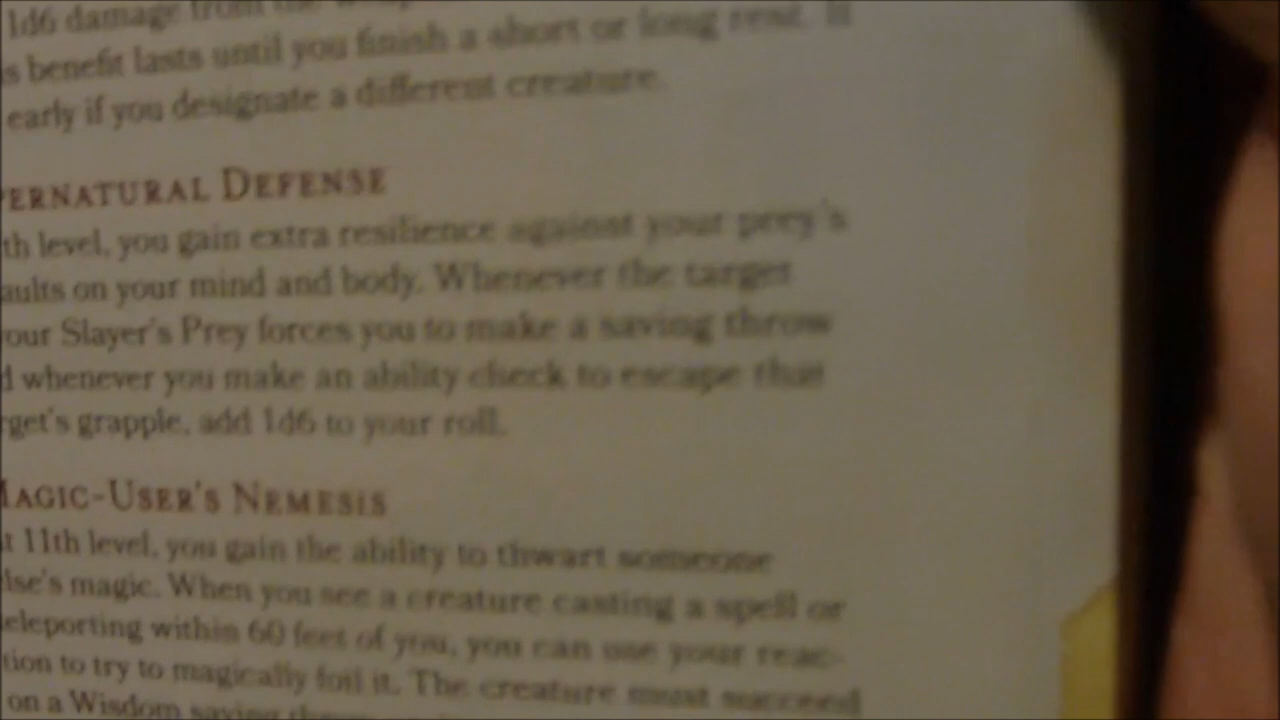 1d6 damage from the
s benefit lasts until you finish a short or long rest. It
early if you designate a different creature.
PERNATURAL DEFENSE
th level, you gain extra resilience against your prey's
aults on your mind and body. Whenever the target
your Slayer's Prey forces you to make a saving throw
d whenever you make an ability check to escape that
rget's grapple, add 1d6 to your roll.
MAGIC-USER'S NEMESIS
t 11th level, you gain the ability to thwart someone
lse's magic. When you see a creature casting a spell or
teleporting within 60 feet of you, you can use your reac-
tion to try to magically foil it. The creature must succeed
on a Wisdom saving throw